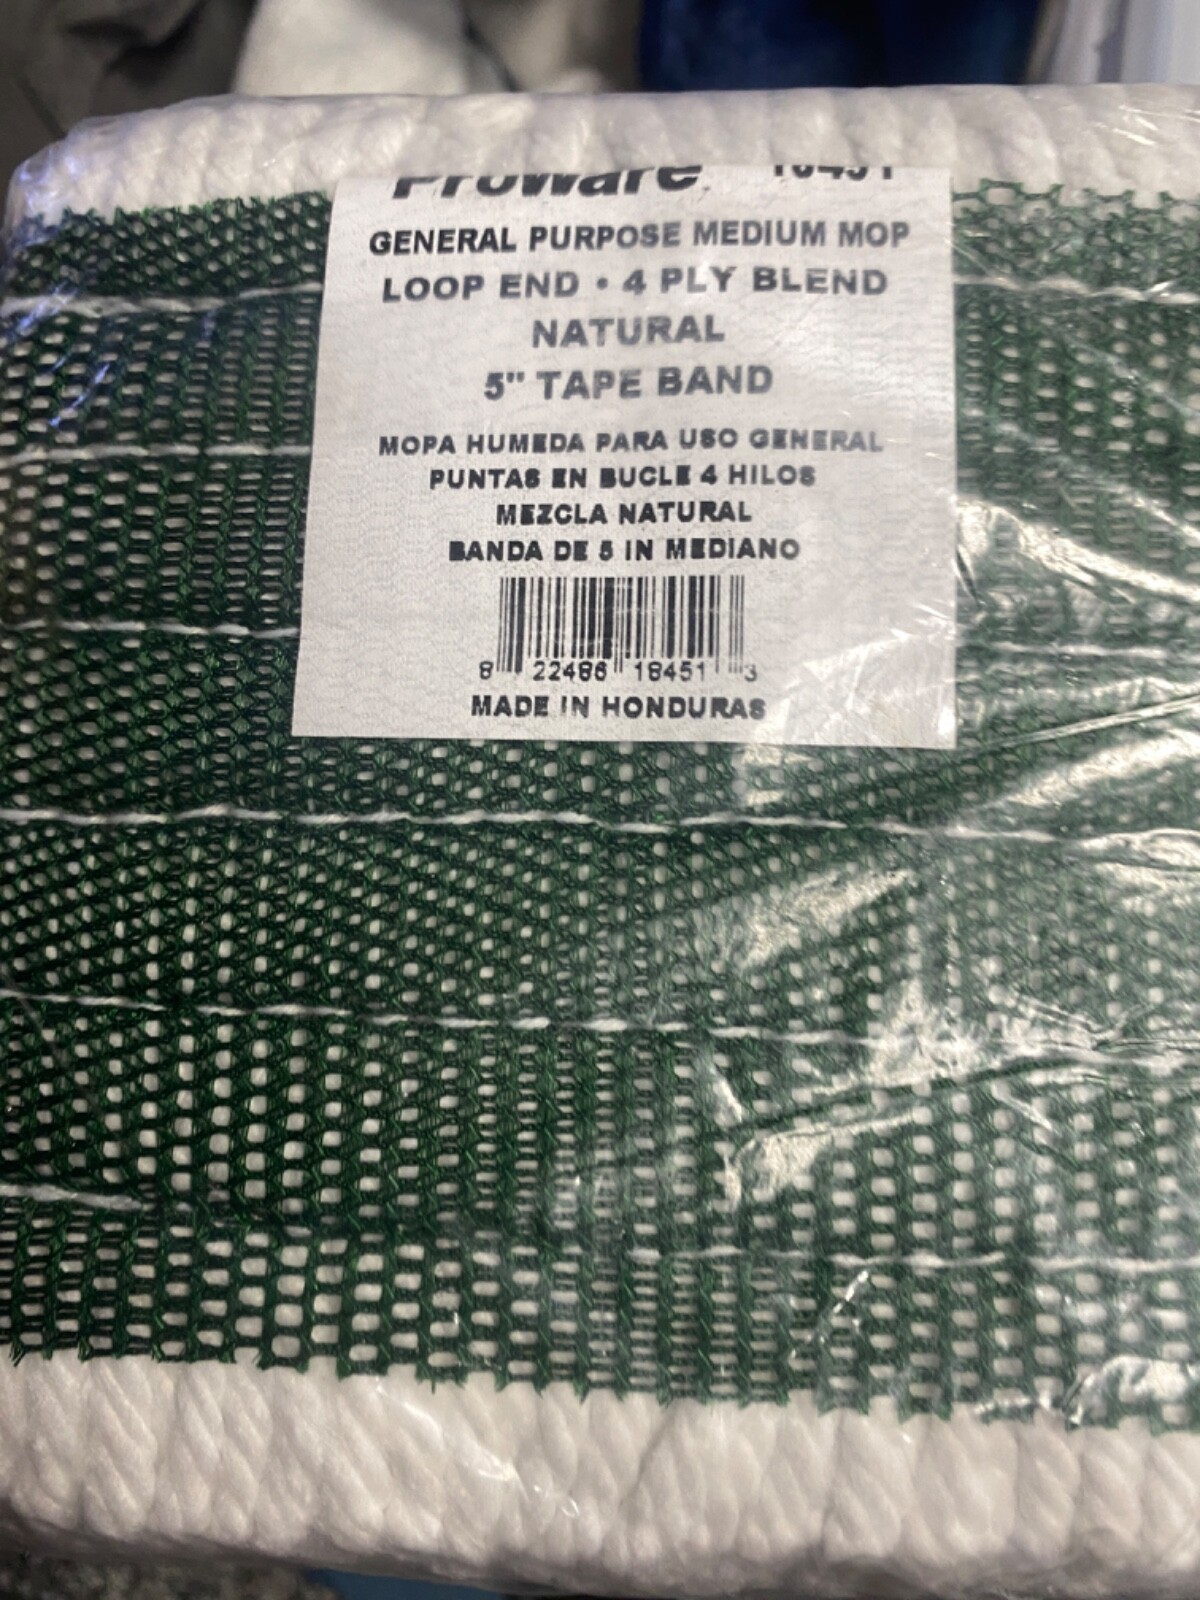 Proware. 18451
GENERAL PURPOSE MEDIUM MOP
LOOP END • 4 PLY BLEND
NATURAL
5" TAPE BAND
MOPA HUMEDA PARA USO GENERAL
PUNTAS EN BUCLE 4 HILOS
MEZCLA NATURAL
BANDA DE 5 IN MEDIANO
8 22486 18451 3
MADE IN HONDURAS